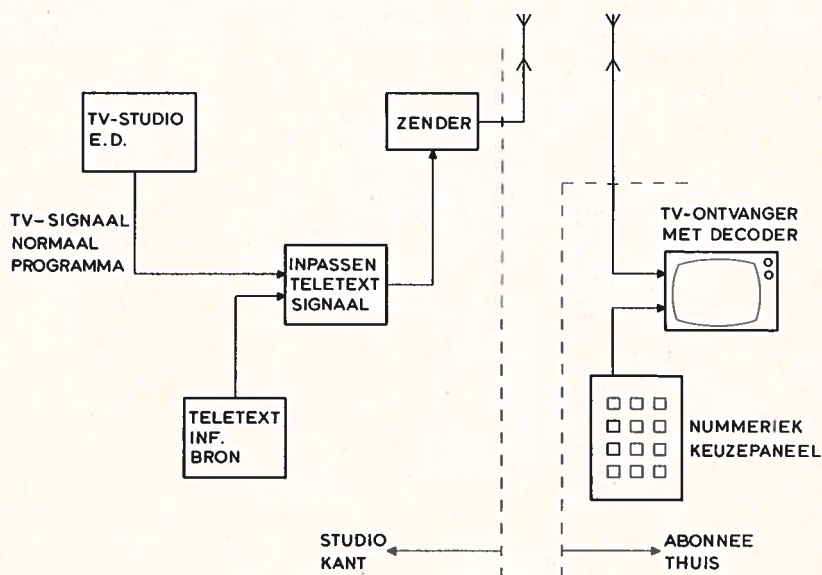 TV-STUDIO
E.D.
ZENDER
TV-SIGNAAL
NORMAAL
PROGRAMMA
INPASSEN
TELETEXT
SIGNAAL
TELETEXT
INF.
BRON
TV-ONTVANGER
MET DECODER
NUMMERIEK
KEUZEPANEEL
STUDIO
KANT
ABONNEE
THUIS